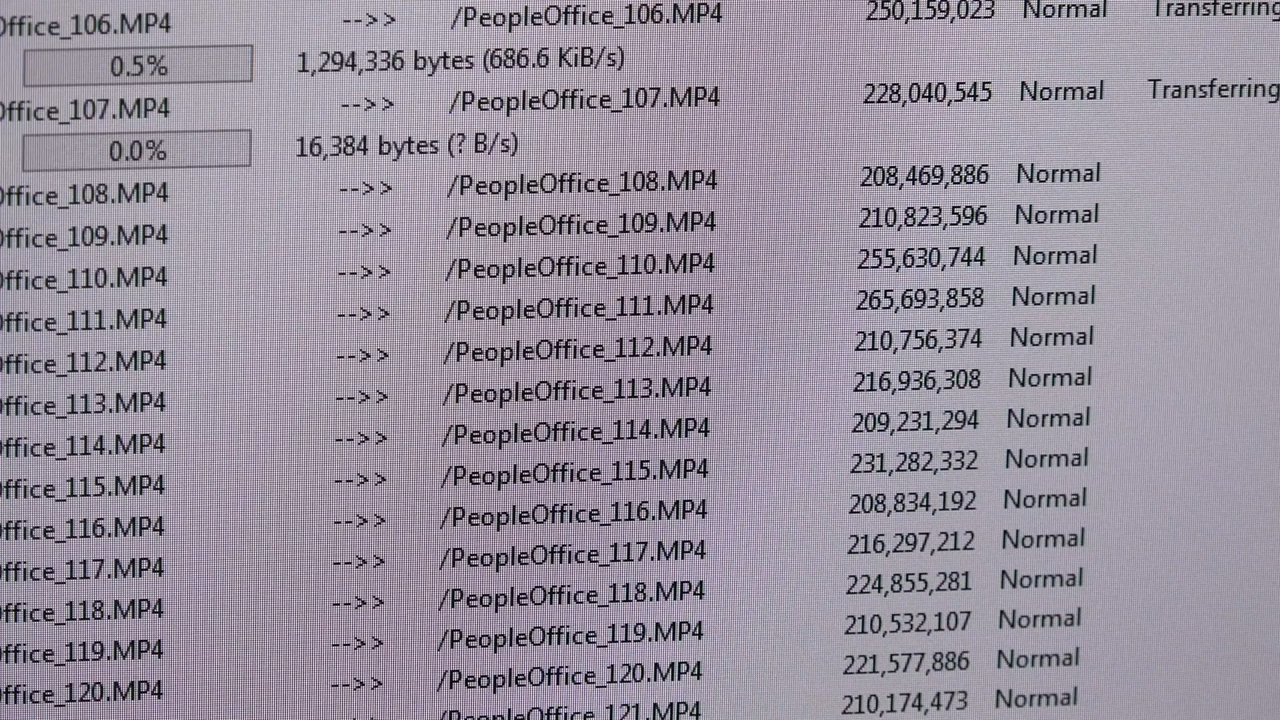 Office_106.MP4 -->> /PeopleOffice_106.MP4 250,159,023 Normal Transferring
0.5% 1,294,336 bytes (686.6 KiB/s)
Office_107.MP4 -->> /PeopleOffice_107.MP4 228,040,545 Normal Transferring
0.0% 16,384 bytes (? B/s)
Office_108.MP4 -->> /PeopleOffice_108.MP4 208,469,886 Normal
Office_109.MP4 -->> /PeopleOffice_109.MP4 210,823,596 Normal
Office_110.MP4 -->> /PeopleOffice_110.MP4 255,630,744 Normal
Office_111.MP4 -->> /PeopleOffice_111.MP4 265,693,858 Normal
Office_112.MP4 -->> /PeopleOffice_112.MP4 210,756,374 Normal
Office_113.MP4 -->> /PeopleOffice_113.MP4 216,936,308 Normal
Office_114.MP4 -->> /PeopleOffice_114.MP4 209,231,294 Normal
Office_115.MP4 -->> /PeopleOffice_115.MP4 231,282,332 Normal
Office_116.MP4 -->> /PeopleOffice_116.MP4 208,834,192 Normal
Office_117.MP4 -->> /PeopleOffice_117.MP4 216,297,212 Normal
Office_118.MP4 -->> /PeopleOffice_118.MP4 224,855,281 Normal
Office_119.MP4 -->> /PeopleOffice_119.MP4 210,532,107 Normal
Office_120.MP4 -->> /PeopleOffice_120.MP4 221,577,886 Normal
/PeopleOffice_121.MP4 210,174,473 Normal